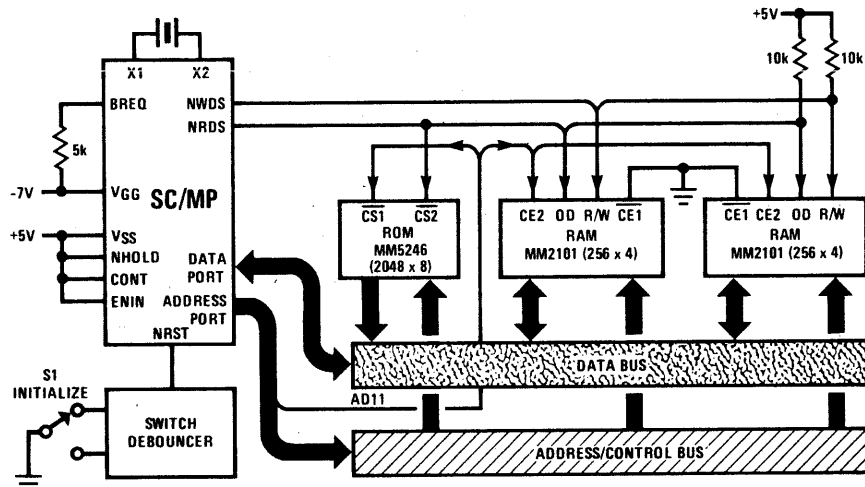 +5V
10k
10k
X1
X2
BREQ
NWDS
NRDS
5k
-7V
VGG
SC/MP
+5V
VSS
NHOLD
CONT
ENIN
DATA
PORT
ADDRESS
PORT
NRST
CS1
CS2
ROM
MM5246
(2048 x 8)
CE2 OD R/W CE1
RAM
MM2101 (256 x 4)
CE1 CE2 OD R/W
RAM
MM2101 (256 x 4)
S1
INITIALIZE
SWITCH
DEBOUNCER
DATA BUS
AD11
ADDRESS/CONTROL BUS